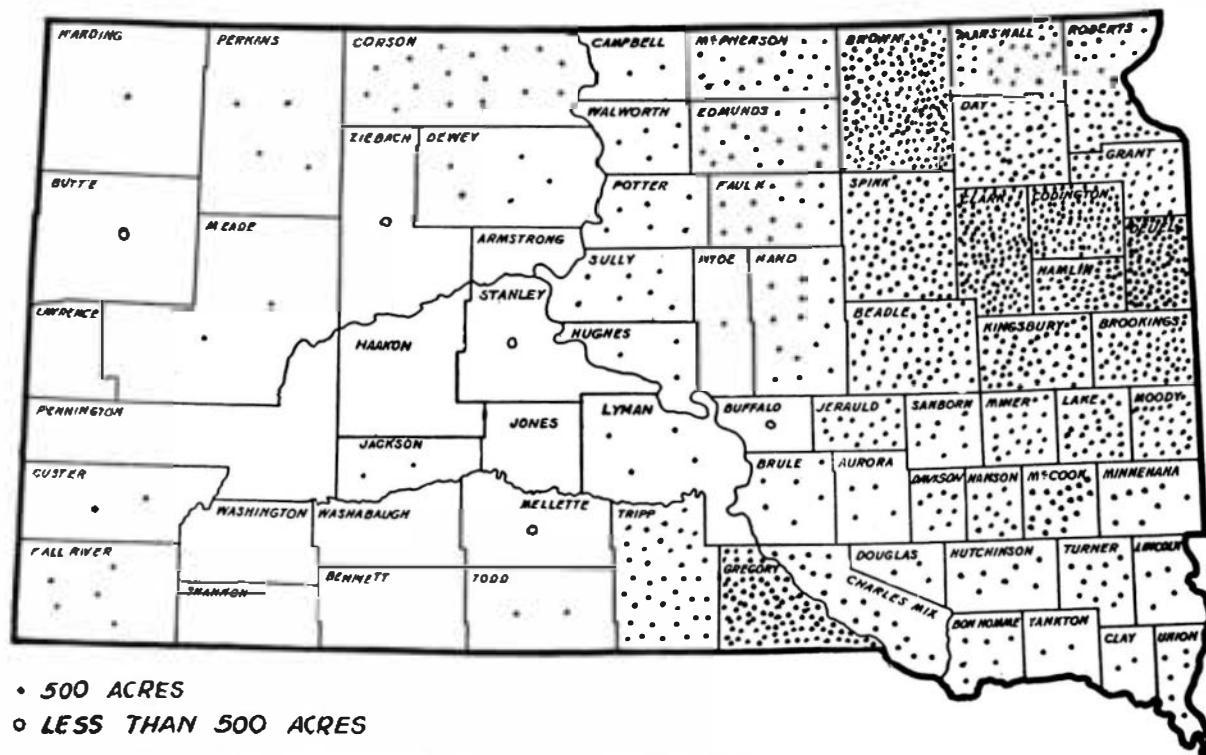 HARDING
PERKINS
CORSON
CAMPBELL
McPHERSON
BROWN
MARSHALL
ROBERTS
WALWORTH
EDMUNDS
DAY
ZIEBACH
DEWEY
GRANT
BUTTE
POTTER
FAULK
SPINK
CLARK
CODINGTON
DEUEL
MEADE
ARMSTRONG
SULLY
HYDE
HAND
HAMLIN
STANLEY
LAWRENCE
HAAKON
HUGHES
BEADLE
KINGSBURY
BROOKINGS
PENNINGTON
JONES
LYMAN
BUFFALO
JERAULD
SANBORN
MINER
LAKE
MOODY
JACKSON
CUSTER
BRULE
AURORA
DAVISON
HANSON
McCOOK
MINNEHAHA
WASHINGTON
WASHABAUGH
MELLETTE
TRIPP
FALL RIVER
SHANNON
BENNETT
TODD
GREGORY
DOUGLAS
HUTCHINSON
TURNER
LINCOLN
CHARLES MIX
BON HOMME
YANKTON
CLAY
UNION
• 500 ACRES
o LESS THAN 500 ACRES